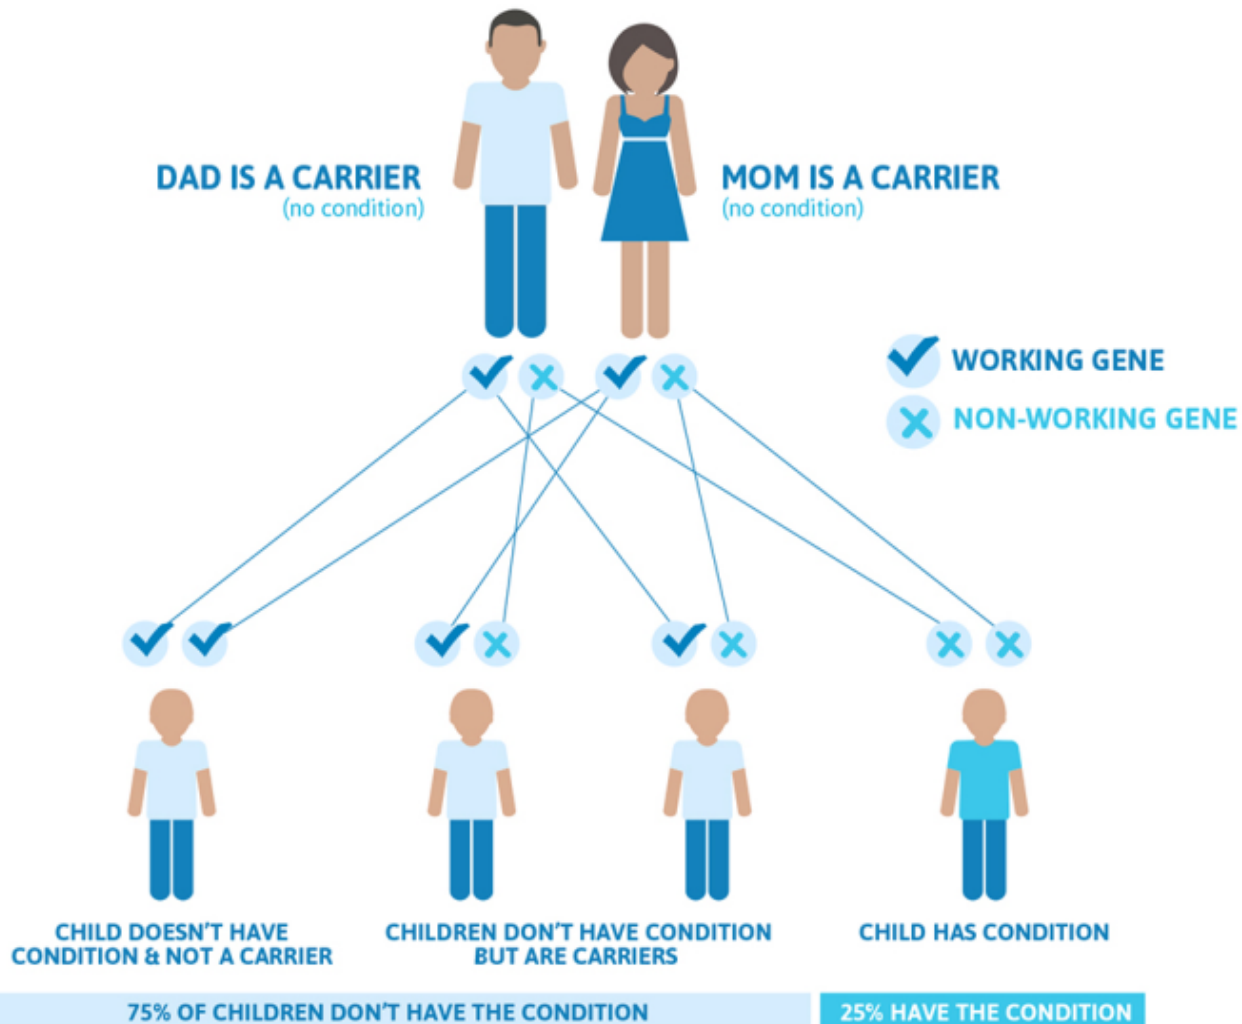 DAD IS A CARRIER
(no condition)
MOM IS A CARRIER
(no condition)
WORKING GENE
NON-WORKING GENE
CHILD DOESN'T HAVE
CONDITION & NOT A CARRIER
CHILDREN DON'T HAVE CONDITION
BUT ARE CARRIERS
CHILD HAS CONDITION
75% OF CHILDREN DON'T HAVE THE CONDITION
25% HAVE THE CONDITION